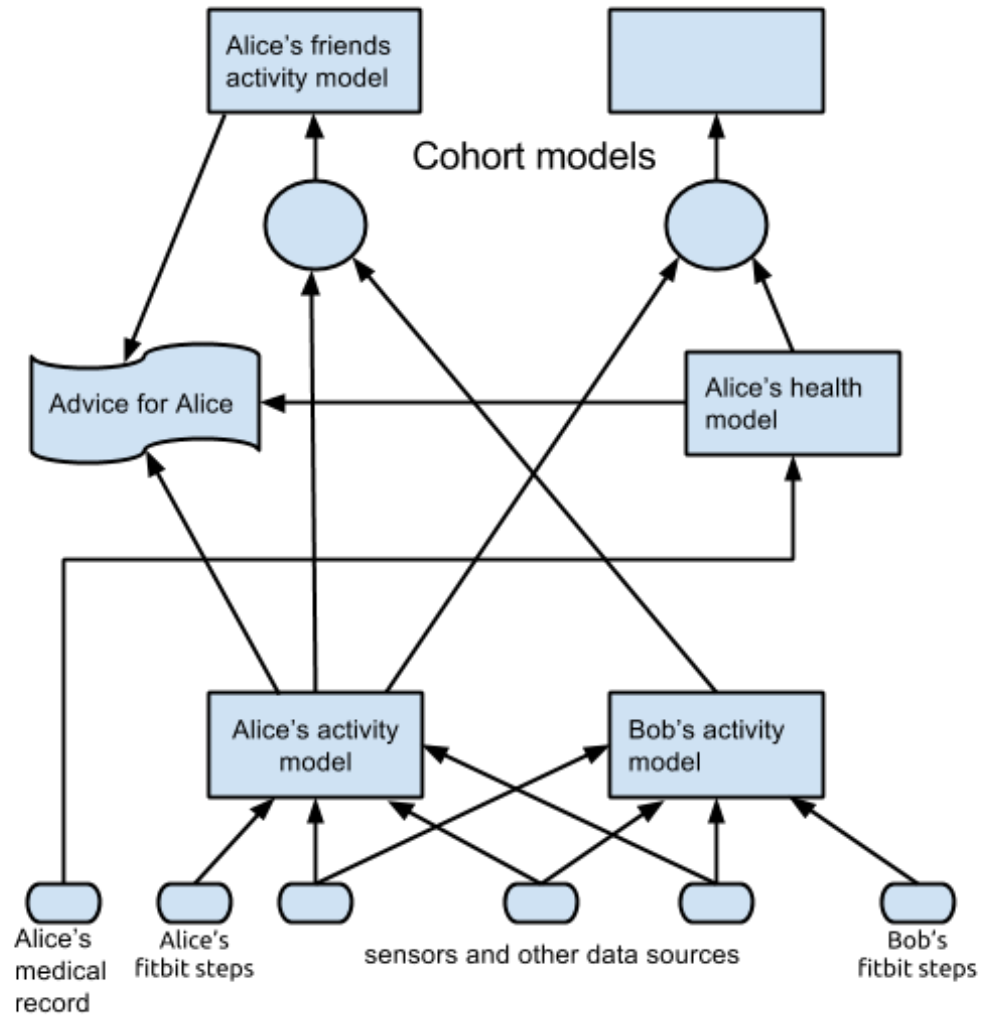 Alice's friends
activity model
Cohort models
Advice for Alice
Alice's health
model
Alice's activity
model
Bob's activity
model
Alice's
medical
record
Alice's
fitbit steps
sensors and other data sources
Bob's
fitbit steps